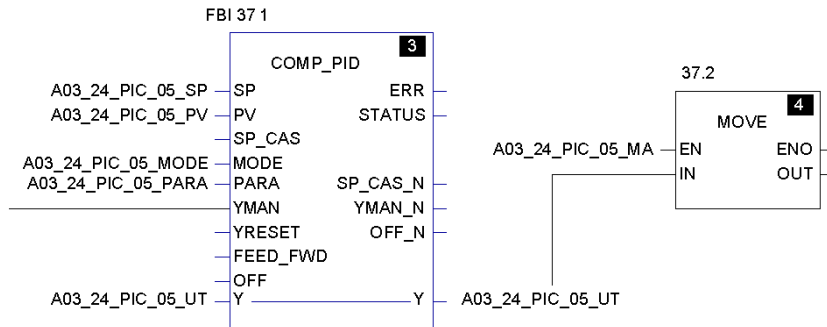 FBI 37 1
3
COMP_PID
37.2
A03_24_PIC_05_SP SP ERR
4
A03_24_PIC_05_PV PV STATUS
MOVE
SP_CAS
A03_24_PIC_05_MA EN ENO
A03_24_PIC_05_MODE MODE
IN OUT
A03_24_PIC_05_PARA PARA SP_CAS_N
YMAN YMAN_N
YRESET OFF_N
FEED_FWD
OFF
A03_24_PIC_05_UT Y Y A03_24_PIC_05_UT